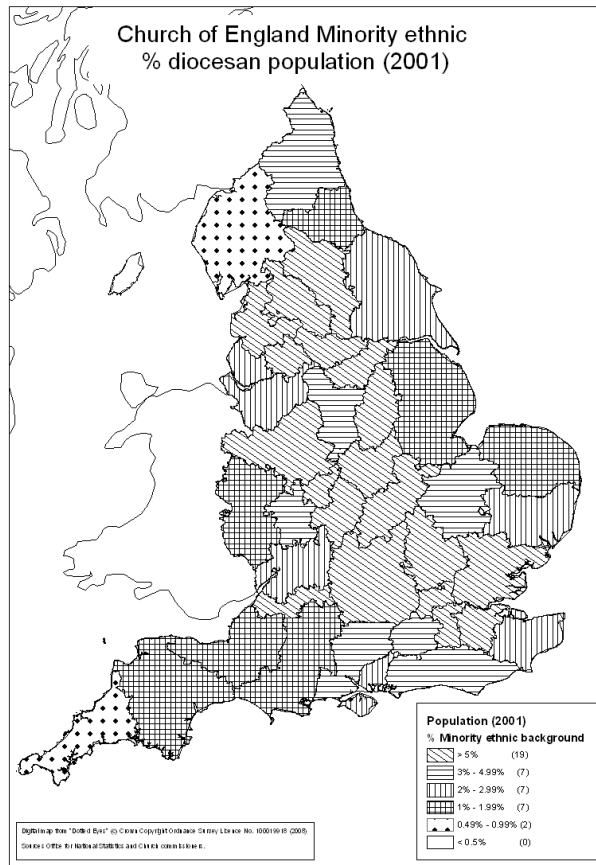 Church of England Minority ethnic
% diocesan population (2001)
Population (2001)
% Minority ethnic background
> 5% (19)
3% - 4.99% (7)
2% - 2.99% (7)
1% - 1.99% (7)
0.49% - 0.99% (2)
< 0.5% (0)
Digital map from "Dotted Eyes" © Crown Copyright Ordnance Survey Licence No. 100019918 (2008)
Sources Office for National Statistics and Church commissioners.